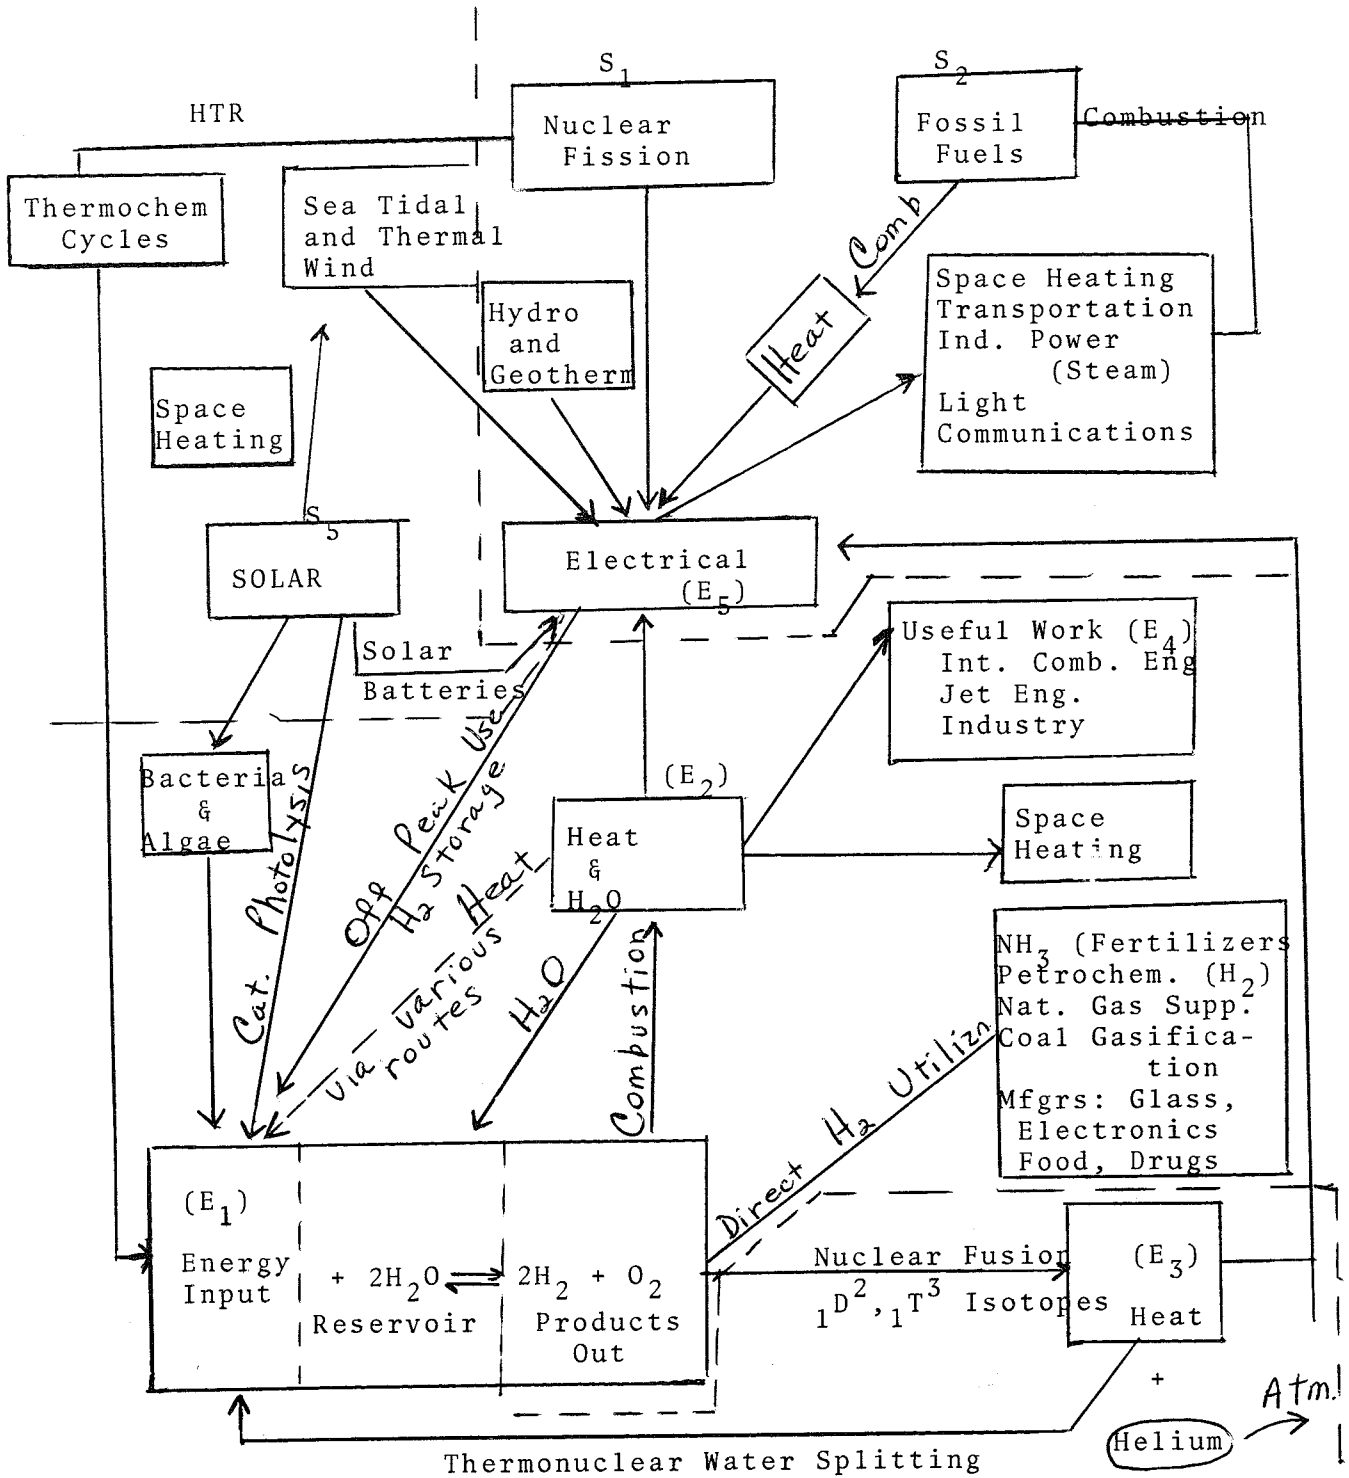 S₁
Nuclear
Fission
S₂
Fossil
Fuels
Combustion
HTR
Thermochem
Cycles
Sea Tidal
and Thermal
Wind
Comb
Heat
Hydro
and
Geotherm
Space Heating
Transportation
Ind. Power
(Steam)
Light
Communications
Space
Heating
S₅
SOLAR
Electrical
(E₅)
Solar
Batteries
Useful Work (E₄)
Int. Comb. Eng
Jet Eng.
Industry
Bacteria
&
Algae
Cat. Photolysis
Off Peak Use
H₂ Storage
via various Heat
routes
(E₂)
Heat
&
H₂O
H₂O
Combustion
Space
Heating
NH₃ (Fertilizers
Petrochem. (H₂)
Nat. Gas Supp.
Coal Gasifica-
tion
Mfgrs: Glass,
Electronics
Food, Drugs
Direct H₂ Utilizn
(E₁)
Energy
Input
+ 2H₂O ⇌ 2H₂ + O₂
Reservoir
Products
Out
Nuclear Fusion
₁D²,₁T³ Isotopes
(E₃)
Heat
+
Helium
Atm.
Thermonuclear Water Splitting